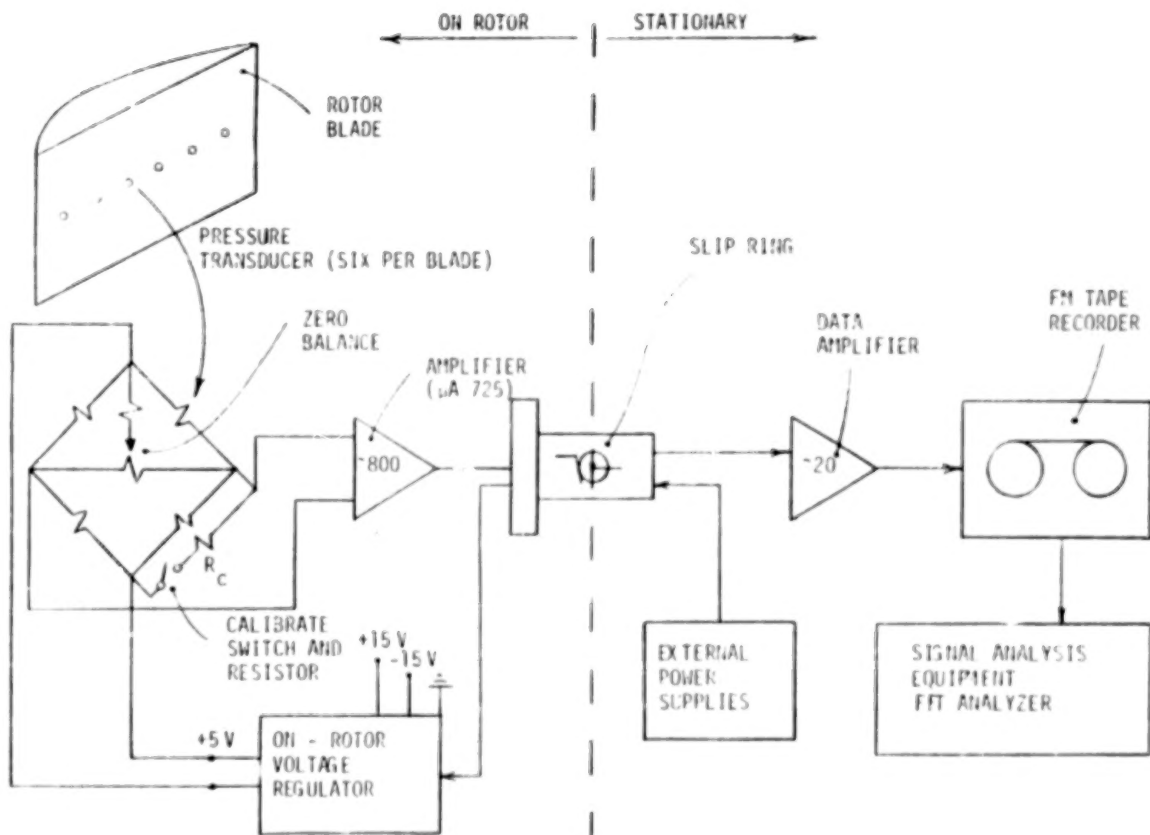 ON ROTOR
STATIONARY
ROTOR
BLADE
PRESSURE
TRANSDUCER (SIX PER BLADE)
SLIP RING
ZERO
BALANCE
AMPLIFIER
(μA 725)
DATA
AMPLIFIER
FM TAPE
RECORDER
~800
~20
R
C
CALIBRATE
SWITCH AND
RESISTOR
+15 V
-15 V
+5 V
ON - ROTOR
VOLTAGE
REGULATOR
EXTERNAL
POWER
SUPPLIES
SIGNAL ANALYSIS
EQUIPMENT
FFT ANALYZER